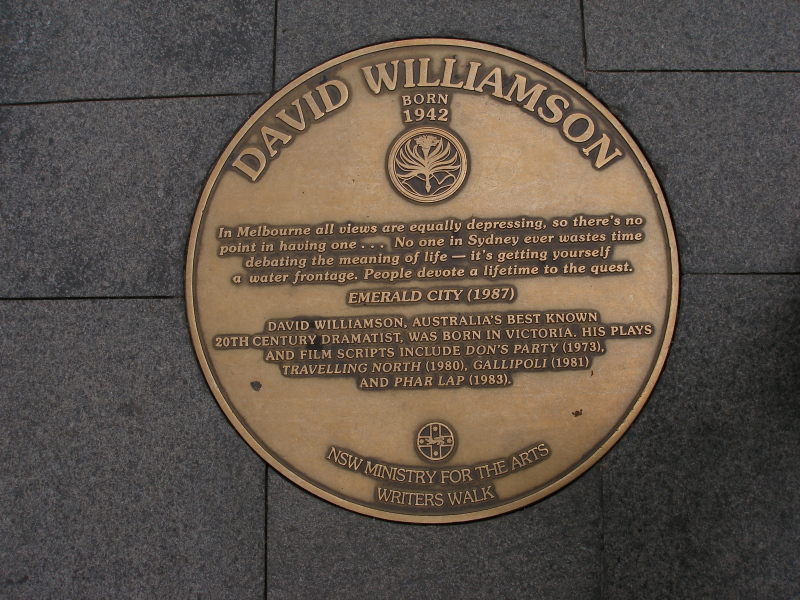 DAVID WILLIAMSON
BORN
1942
In Melbourne all views are equally depressing, so there's no
point in having one . . . No one in Sydney ever wastes time
debating the meaning of life — it's getting yourself
a water frontage. People devote a lifetime to the quest.
EMERALD CITY (1987)
DAVID WILLIAMSON, AUSTRALIA'S BEST KNOWN
20TH CENTURY DRAMATIST, WAS BORN IN VICTORIA. HIS PLAYS
AND FILM SCRIPTS INCLUDE DON'S PARTY (1973),
TRAVELLING NORTH (1980), GALLIPOLI (1981)
AND PHAR LAP (1983).
NSW MINISTRY FOR THE ARTS
WRITERS WALK